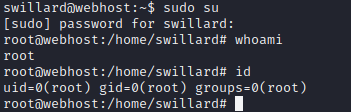 swillard@webhost:~$ sudo su
[sudo] password for swillard:
root@webhost:/home/swillard# whoami
root
root@webhost:/home/swillard# id
uid=0(root) gid=0(root) groups=0(root)
root@webhost:/home/swillard#